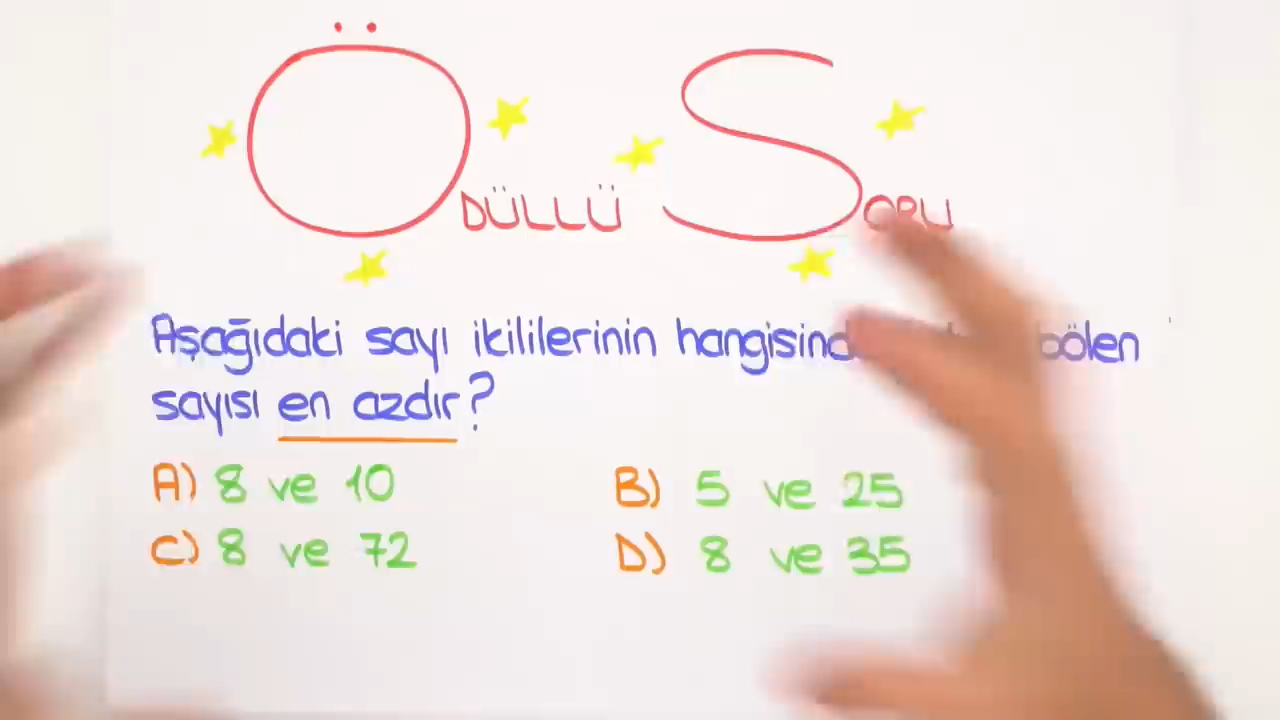 ÖDÜLLÜ SORU
Aşağıdaki sayı ikililerinin hangisinde bölen
sayısı en azdır?
A) 8 ve 10 B) 5 ve 25
C) 8 ve 72 D) 8 ve 35